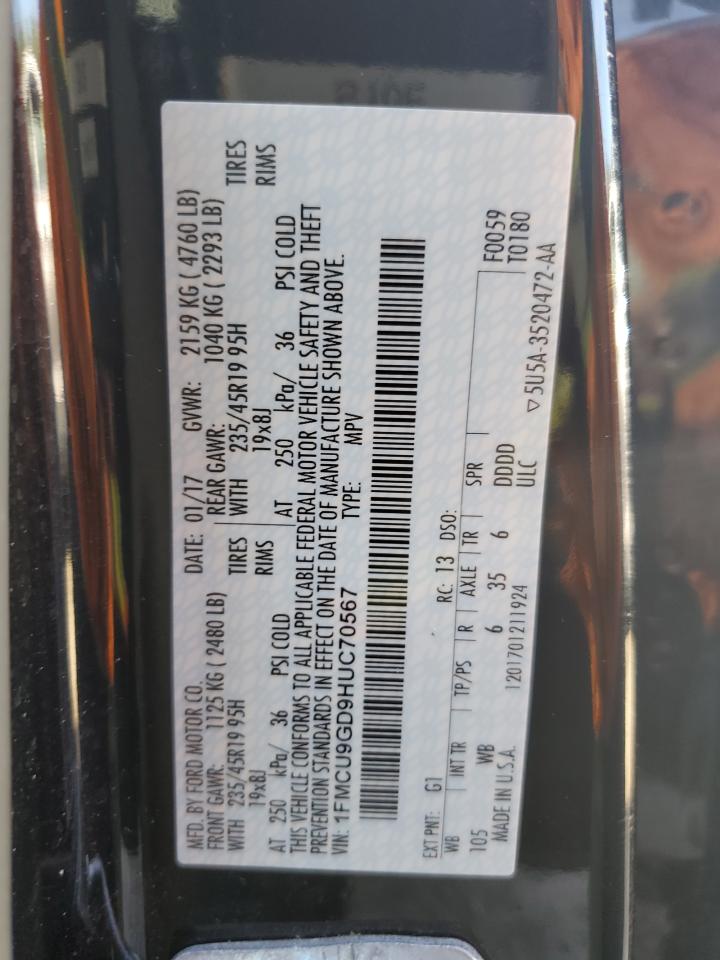 MFD. BY FORD MOTOR CO.
DATE: 01/17 GVWR: 2159 KG ( 4760 LB)
FRONT GAWR: 1125 KG ( 2480 LB)
REAR GAWR: 1040 KG ( 2293 LB)
WITH 235/45R19 95H TIRES
WITH 235/45R19 95H TIRES
19x8J RIMS
19x8J RIMS
AT 250 kPa/ 36 PSI COLD
AT 250 kPa/ 36 PSI COLD
THIS VEHICLE CONFORMS TO ALL APPLICABLE FEDERAL MOTOR VEHICLE SAFETY AND THEFT
PREVENTION STANDARDS IN EFFECT ON THE DATE OF MANUFACTURE SHOWN ABOVE.
VIN: 1FMCU9GD9HUC70567 TYPE: MPV
EXT PNT: G1 RC: 13 DSO: F0059
WB INT TR TP/PS R AXLE TR SPR T0180
105 WB 6 35 6 DDDD
MADE IN U.S.A. 1201701211924 ULC
▽5U5A-3520472-AA